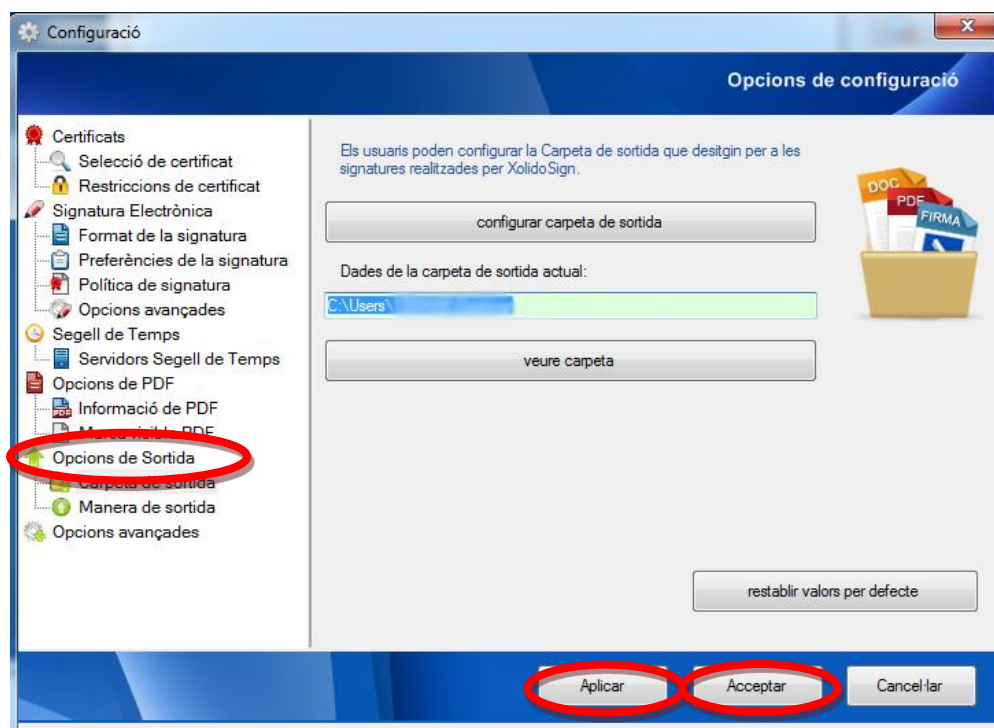 Configuració
Opcions de configuració
Certificats
Selecció de certificat
Restriccions de certificat
Signatura Electrònica
Format de la signatura
Preferències de la signatura
Política de signatura
Opcions avançades
Segell de Temps
Servidors Segell de Temps
Opcions de PDF
Informació de PDF
Marca visible PDF
Opcions de Sortida
Carpeta de sortida
Manera de sortida
Opcions avançades
Els usuaris poden configurar la Carpeta de sortida que desitgin per a les
signatures realitzades per XolidoSign.
configurar carpeta de sortida
Dades de la carpeta de sortida actual:
C:\Users\
veure carpeta
DOC
PDF
FIRMA
restablir valors per defecte
Aplicar
Acceptar
Cancel·lar